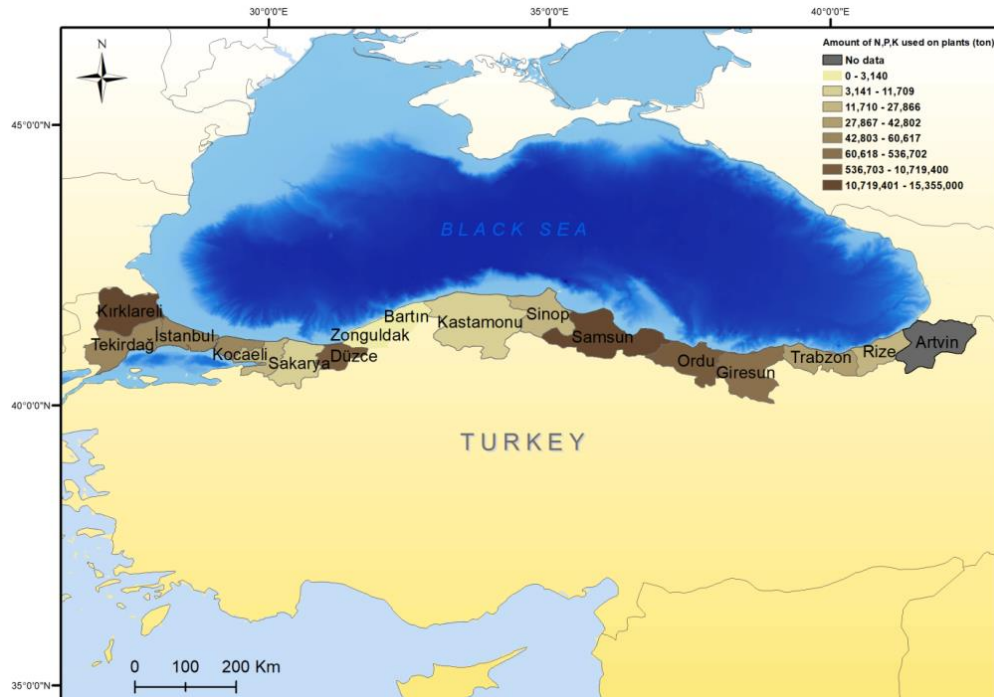 30°0'0"E
35°0'0"E
40°0'0"E
N
Amount of N,P,K used on plants (ton)
No data
0 - 3,140
3,141 - 11,709
11,710 - 27,866
27,867 - 42,802
42,803 - 60,617
60,618 - 536,702
536,703 - 10,719,400
10,719,401 - 15,355,000
45°0'0"N
BLACK SEA
Kırklareli
Tekirdağ
İstanbul
Kocaeli
Sakarya
Düzce
Zonguldak
Bartın
Kastamonu
Sinop
Samsun
Ordu
Giresun
Trabzon
Rize
Artvin
40°0'0"N
TURKEY
0 100 200 Km
35°0'0"N